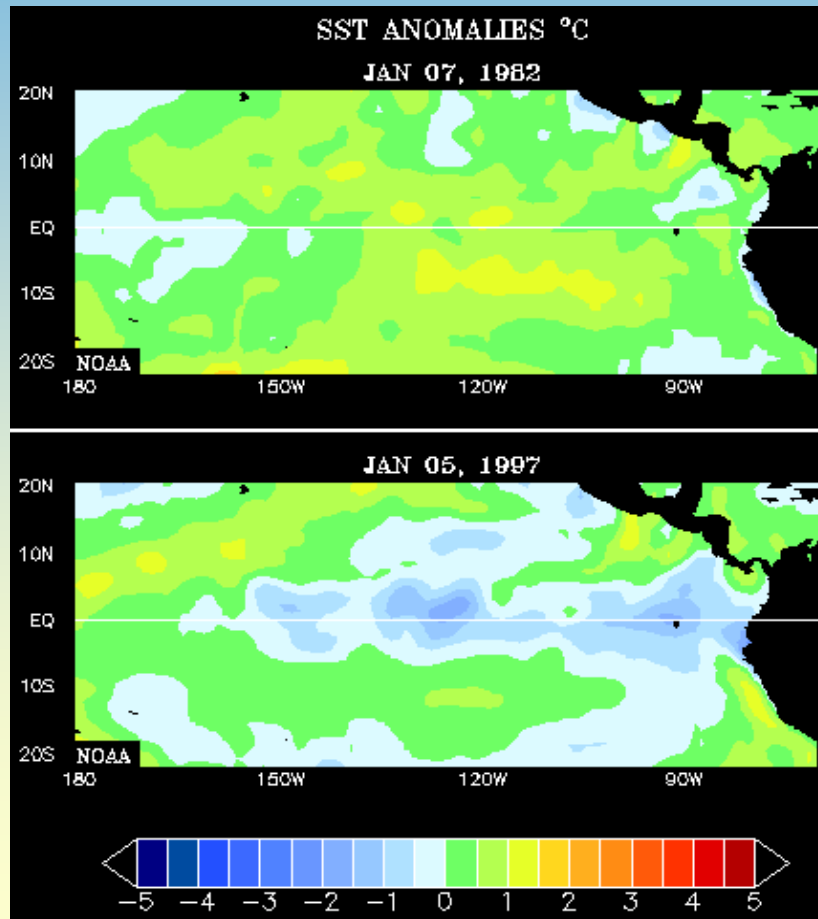 SST ANOMALIES °C
JAN 07, 1982
20N
10N
EQ
10S
20S
NOAA
180 150W 120W 90W
JAN 05, 1997
20N
10N
EQ
10S
20S
NOAA
180 150W 120W 90W
−5 −4 −3 −2 −1 0 1 2 3 4 5